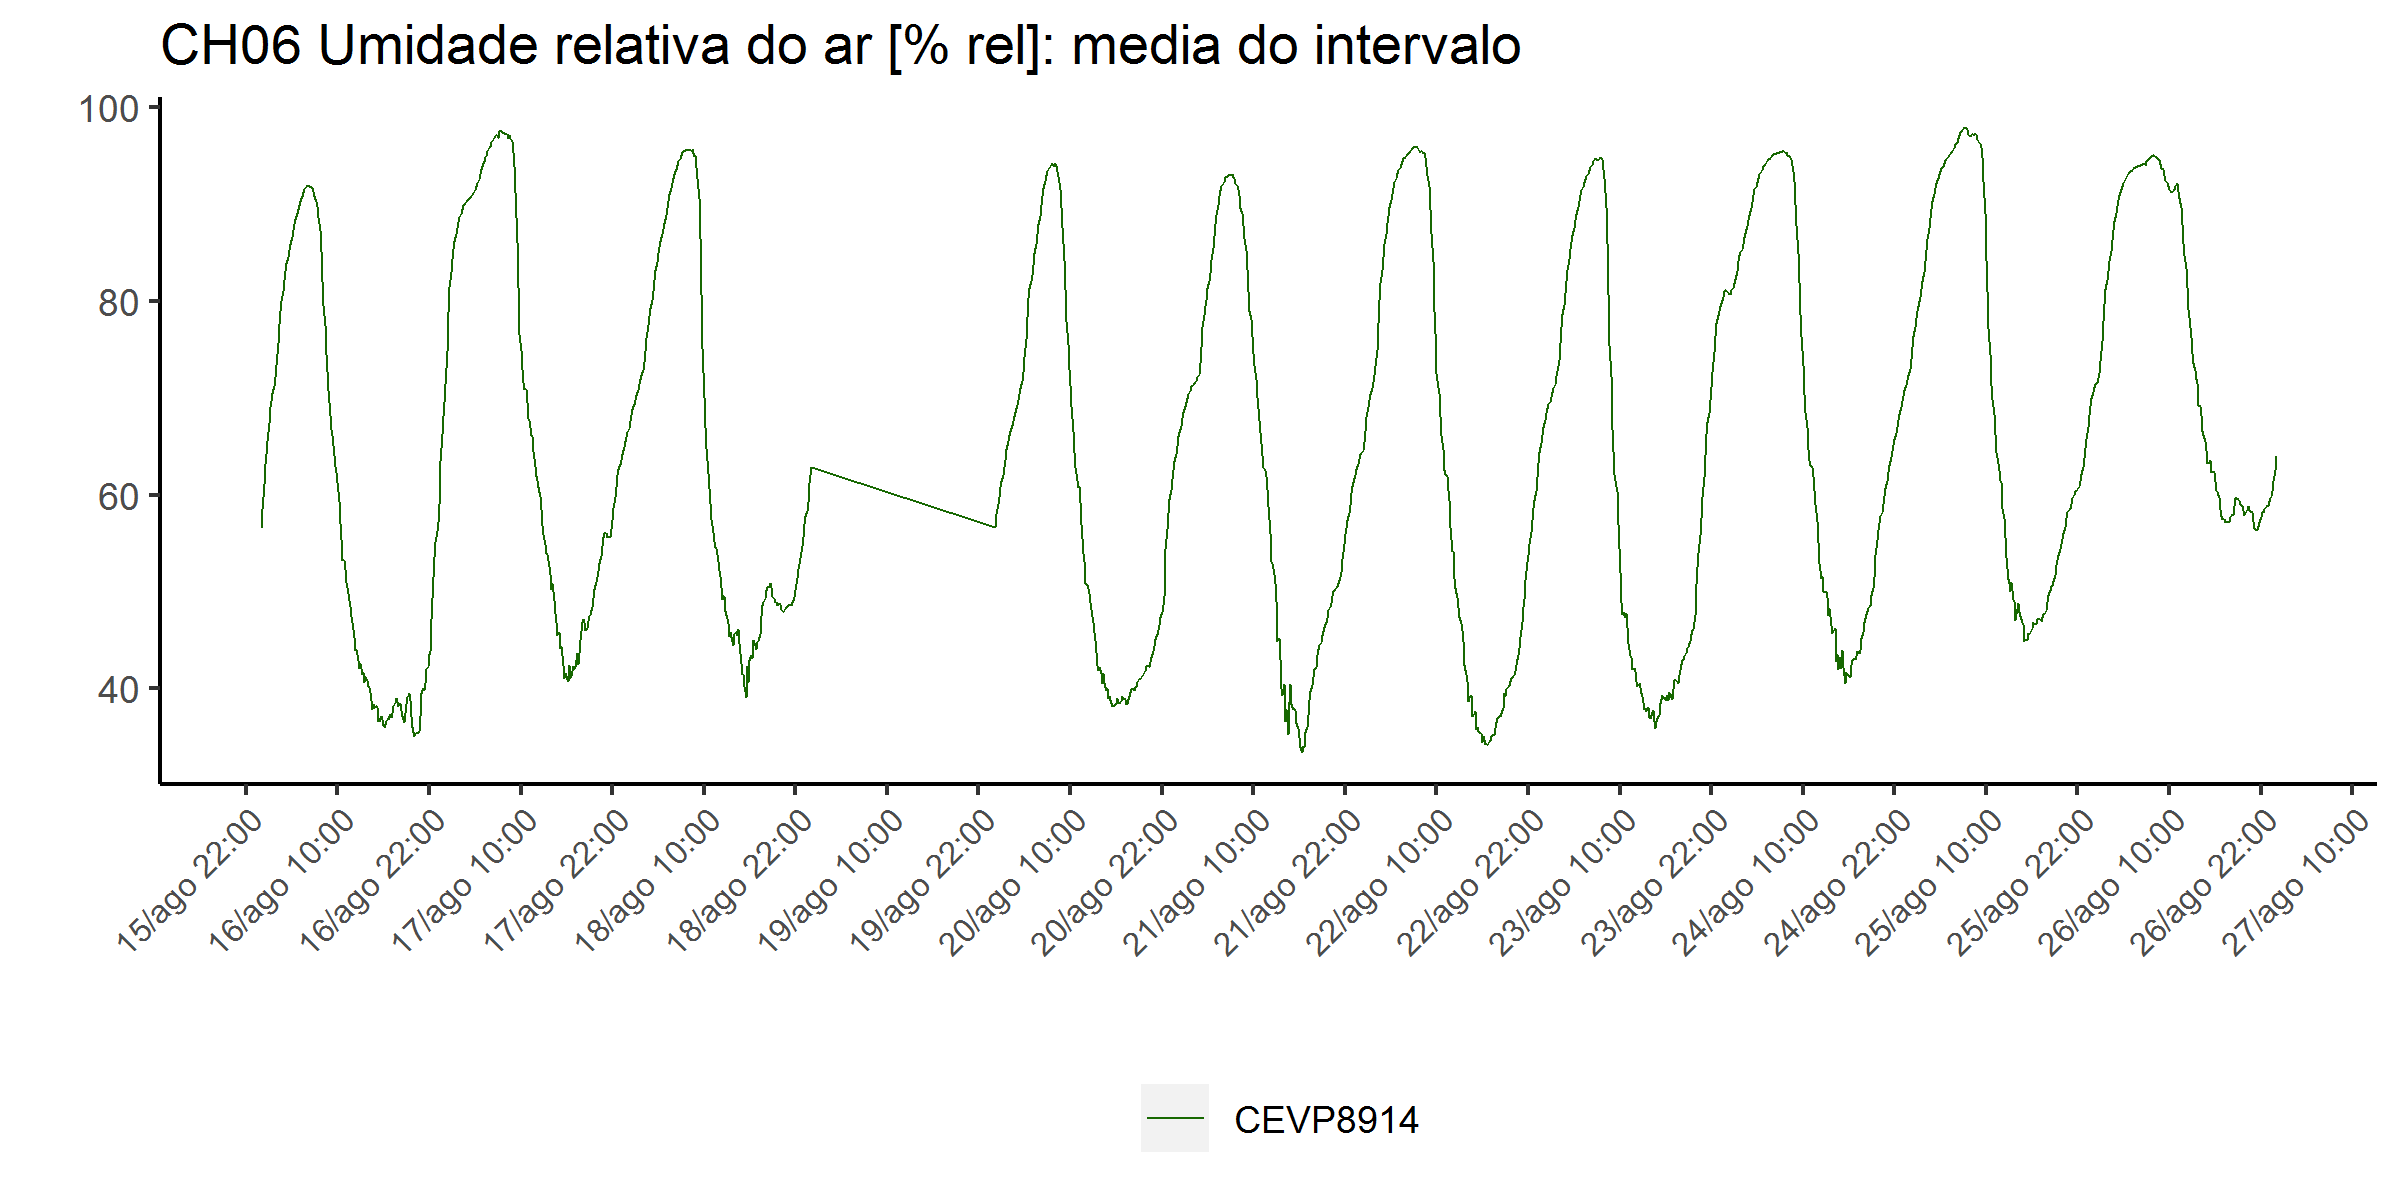 CH06 Umidade relativa do ar [% rel]: media do intervalo
100
80
60
40
15/ago 22:00
16/ago 10:00
16/ago 22:00
17/ago 10:00
17/ago 22:00
18/ago 10:00
18/ago 22:00
19/ago 10:00
19/ago 22:00
20/ago 10:00
20/ago 22:00
21/ago 10:00
21/ago 22:00
22/ago 10:00
22/ago 22:00
23/ago 10:00
23/ago 22:00
24/ago 10:00
24/ago 22:00
25/ago 10:00
25/ago 22:00
26/ago 10:00
26/ago 22:00
27/ago 10:00
CEVP8914